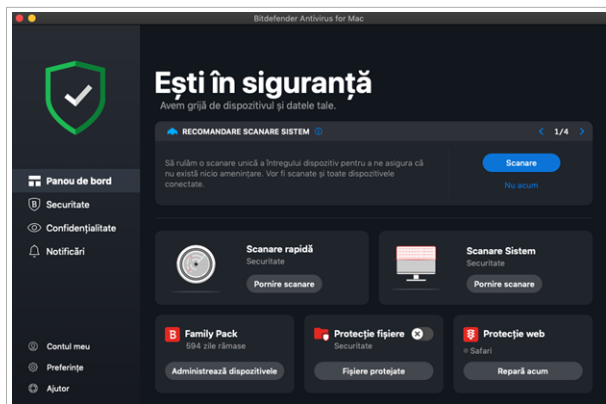 Bitdefender Antivirus for Mac
Ești în siguranță
Avem grijă de dispozitivul și datele tale.
RECOMANDARE SCANARE SISTEM
1/4
Să rulăm o scanare unică a întregului dispozitiv pentru a ne asigura că
nu există nicio amenințare. Vor fi scanate și toate dispozitivele
conectate.
Scanare
Nu acum
Panou de bord
Securitate
Confidențialitate
Notificări
Scanare rapidă
Securitate
Pornire scanare
Scanare Sistem
Securitate
Pornire scanare
B
Family Pack
594 zile rămase
Administrează dispozitivele
Protecție fișiere
Securitate
Fișiere protejate
Protecție web
Safari
Repară acum
Contul meu
Preferințe
Ajutor